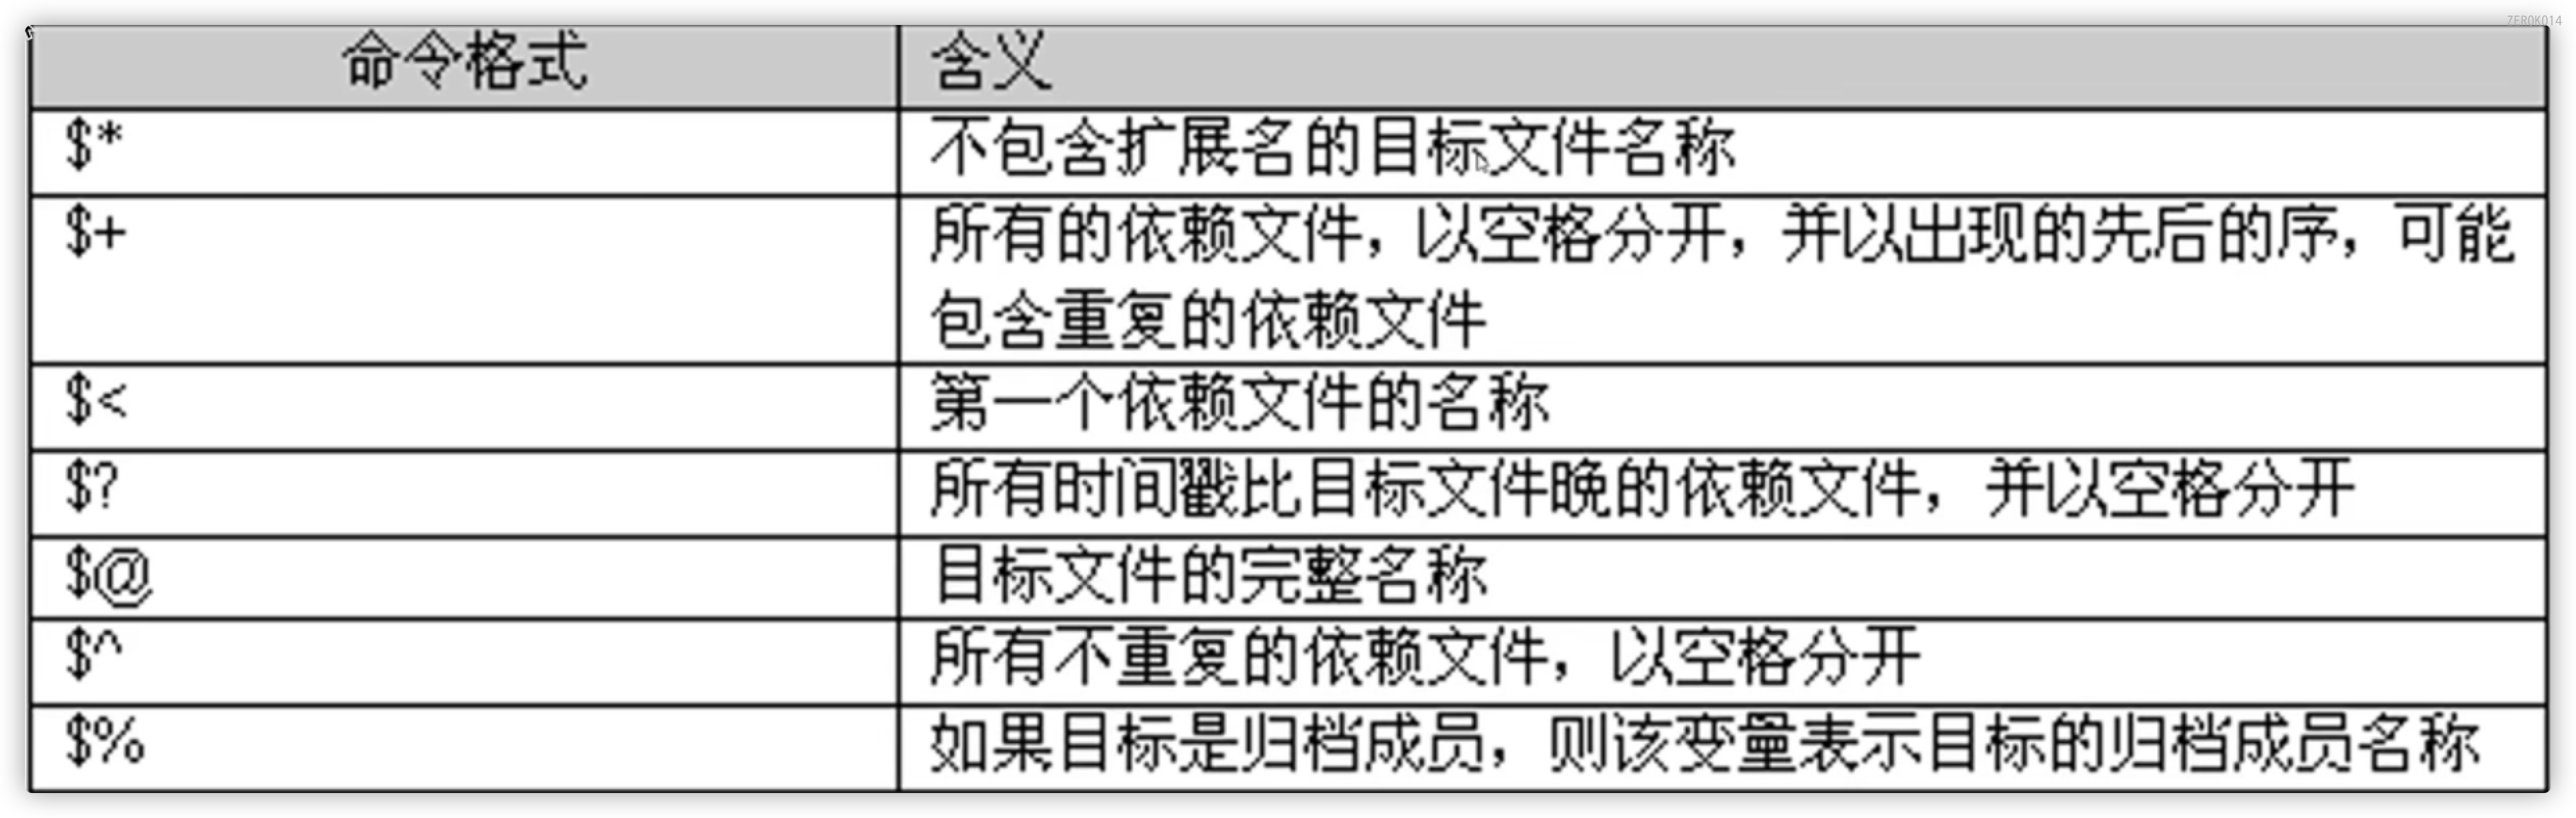 ZER0K014
命令格式 含义
$* 不包含扩展名的目标文件名称
$+ 所有的依赖文件，以空格分开，并以出现的先后的序，可能
包含重复的依赖文件
$< 第一个依赖文件的名称
$? 所有时间戳比目标文件晚的依赖文件，并以空格分开
$@ 目标文件的完整名称
$^ 所有不重复的依赖文件，以空格分开
$% 如果目标是归档成员，则该变量表示目标的归档成员名称